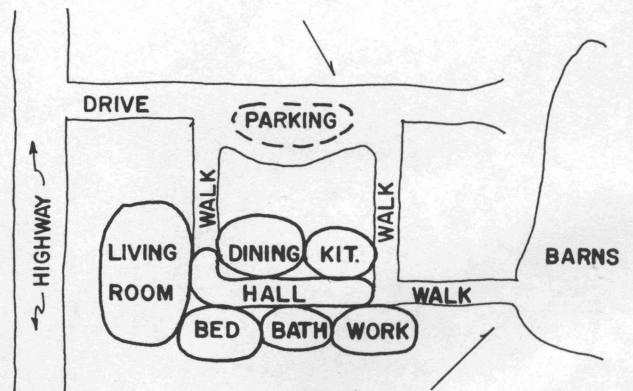 DRIVE
PARKING
HIGHWAY
WALK
WALK
LIVING
ROOM
DINING
KIT.
BARNS
HALL
WALK
BED
BATH
WORK